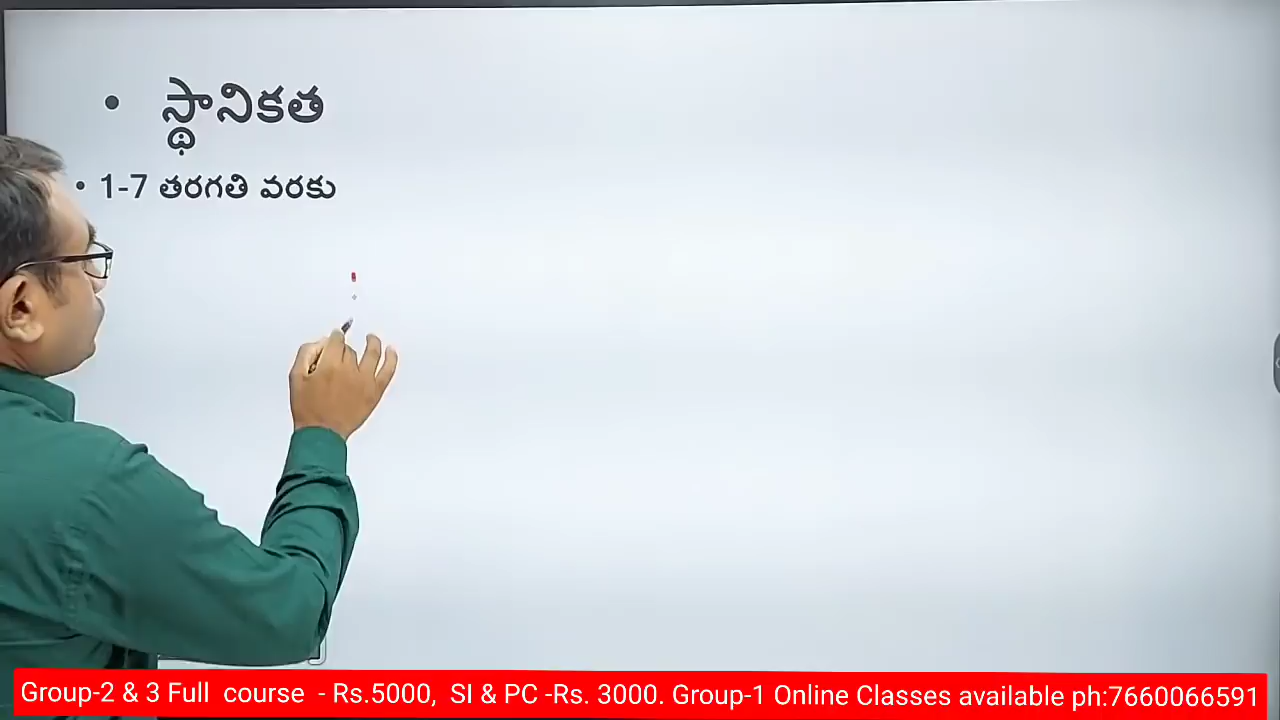 • స్థానికత
• 1-7 తరగతి వరకు
Group-2 & 3 Full course - Rs.5000, SI & PC -Rs. 3000. Group-1 Online Classes available ph:7660066591